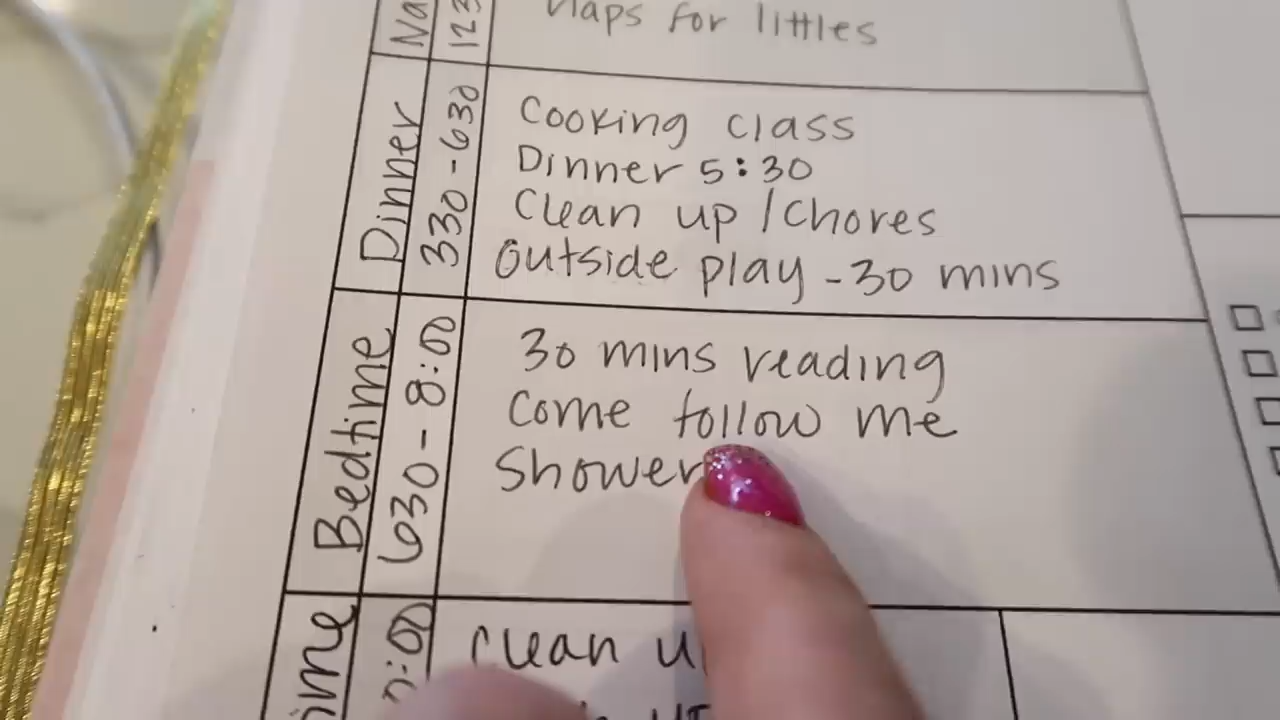 Naps for littles
Dinner
330-630
Cooking class
Dinner 5:30
Clean up / Chores
Outside play - 30 mins
Bedtime
630-8:00
30 mins reading
Come follow me
Shower
clean